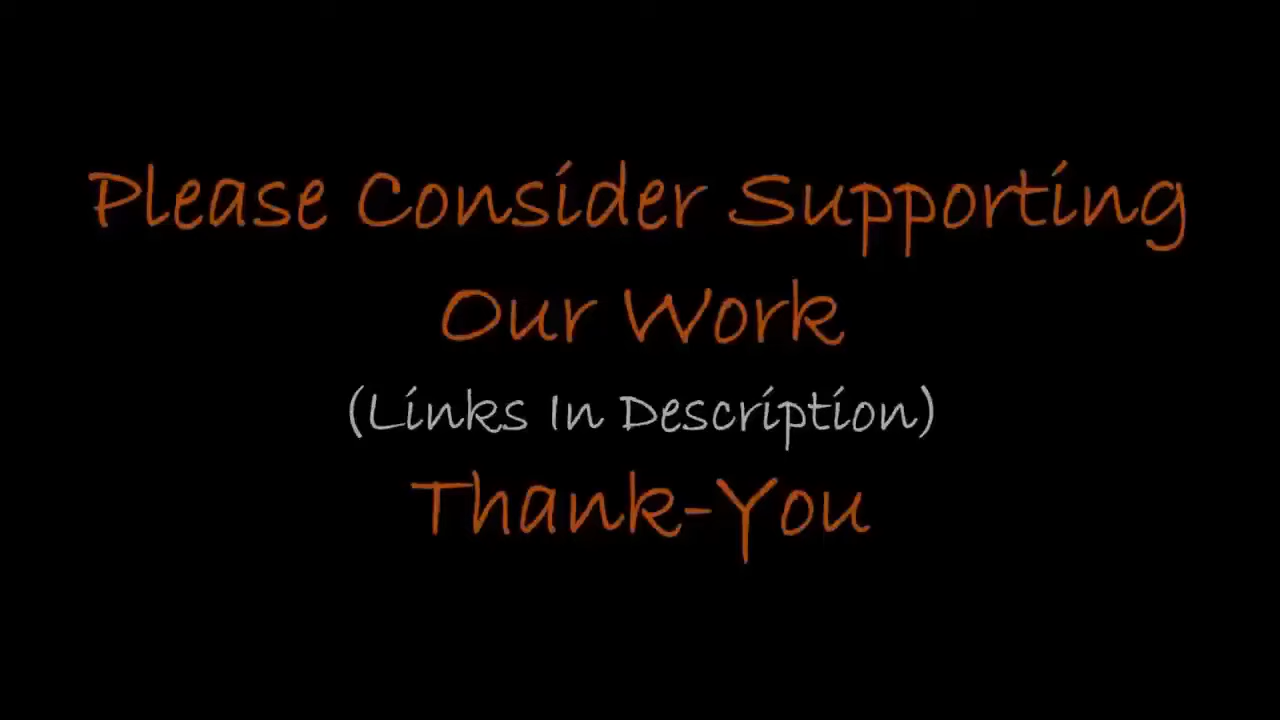 Please Consider Supporting
Our Work
(Links In Description)
Thank-You